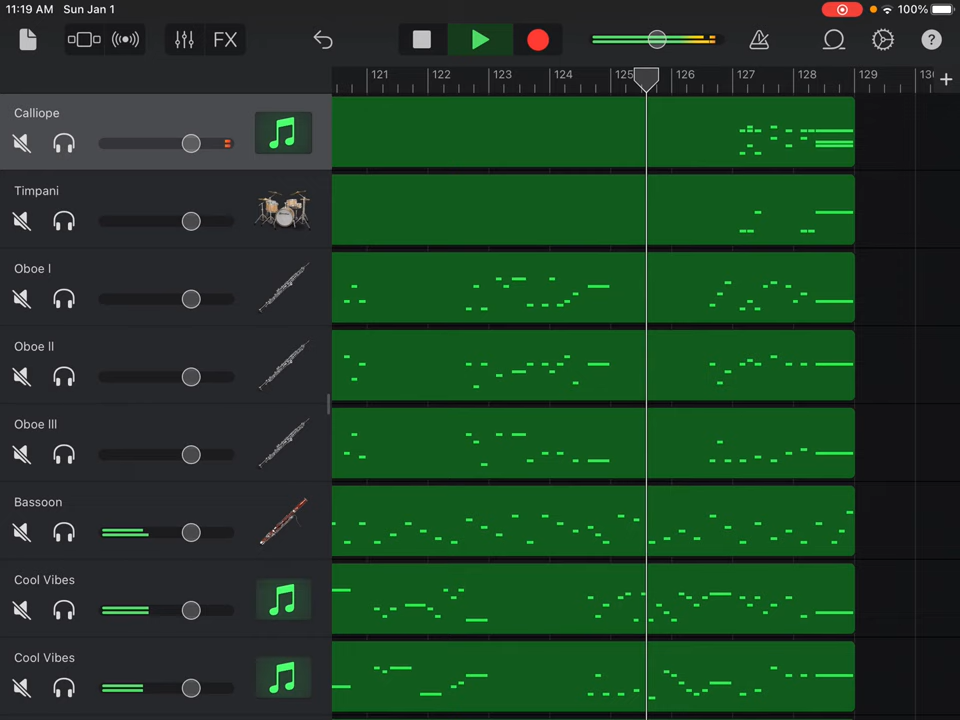 11:19 AM Sun Jan 1 100%
FX ?
121 122 123 124 125 126 127 128 129
Calliope
Timpani
Oboe I
Oboe II
Oboe III
Bassoon
Cool Vibes
Cool Vibes